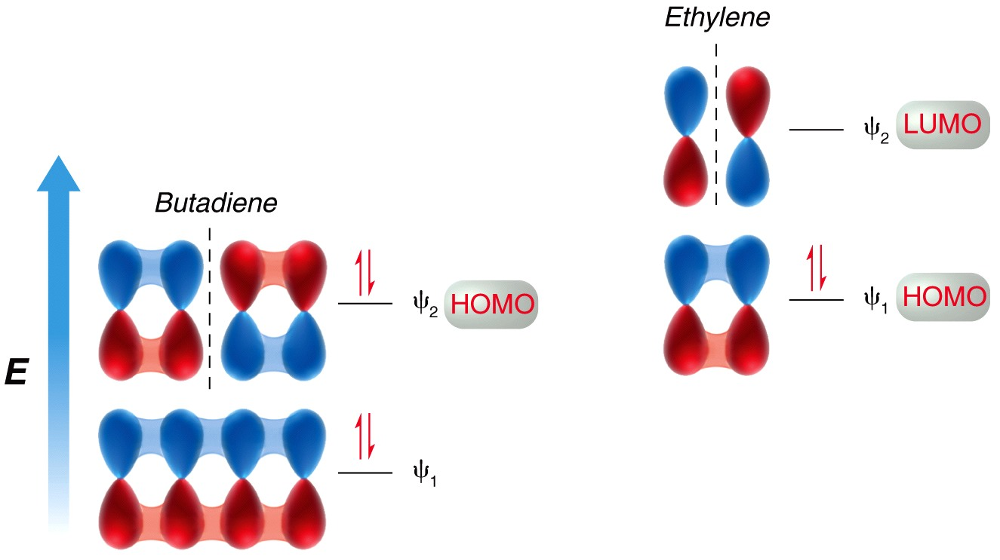 Ethylene
ψ2 LUMO
Butadiene
ψ2 HOMO
ψ1 HOMO
E
ψ1